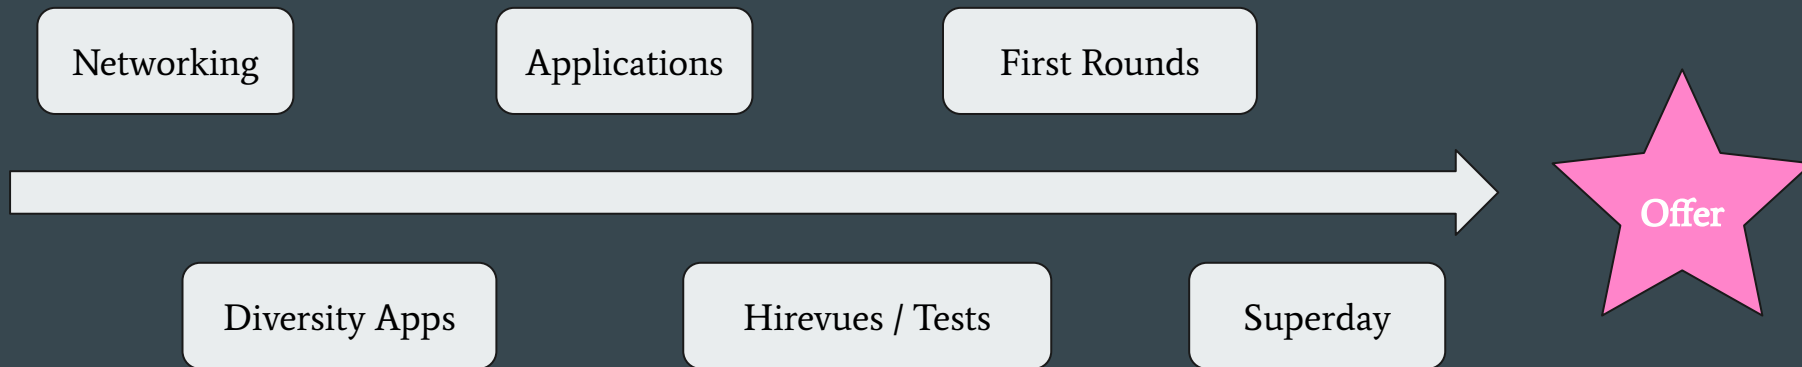 Networking
Applications
First Rounds
Offer
Diversity Apps
Hirevues / Tests
Superday